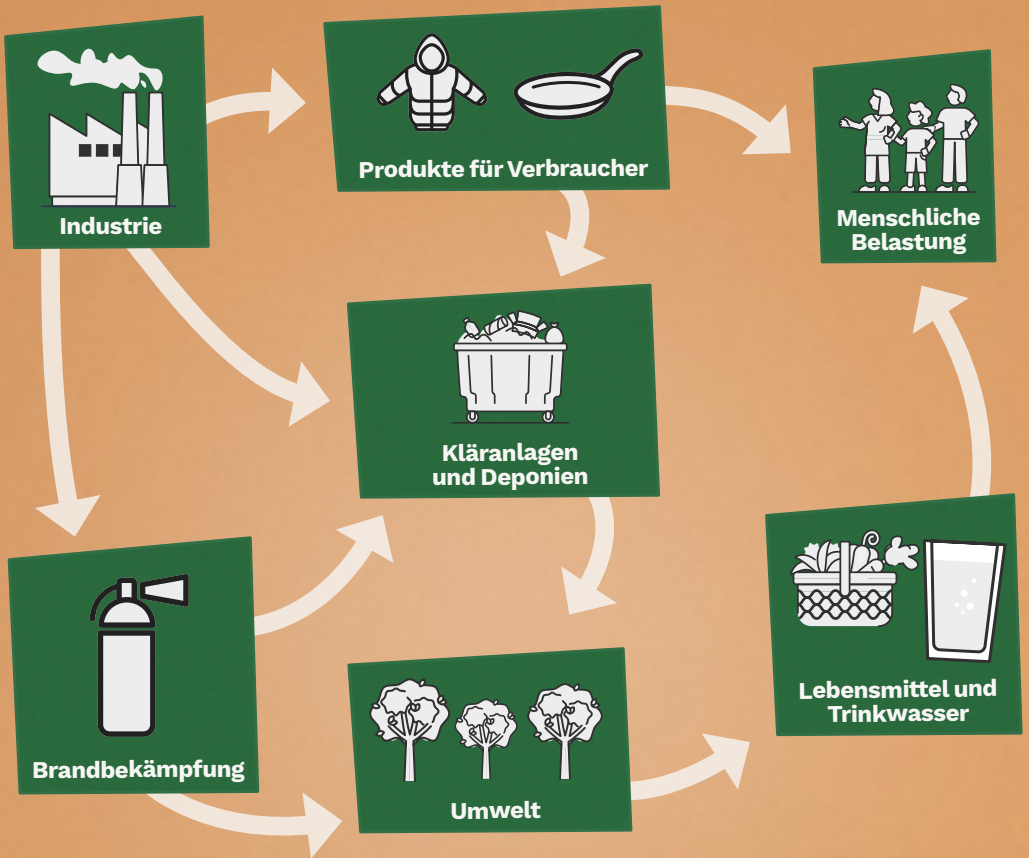 Industrie
Produkte für Verbraucher
Menschliche
Belastung
Kläranlagen
und Deponien
Brandbekämpfung
Umwelt
Lebensmittel und
Trinkwasser